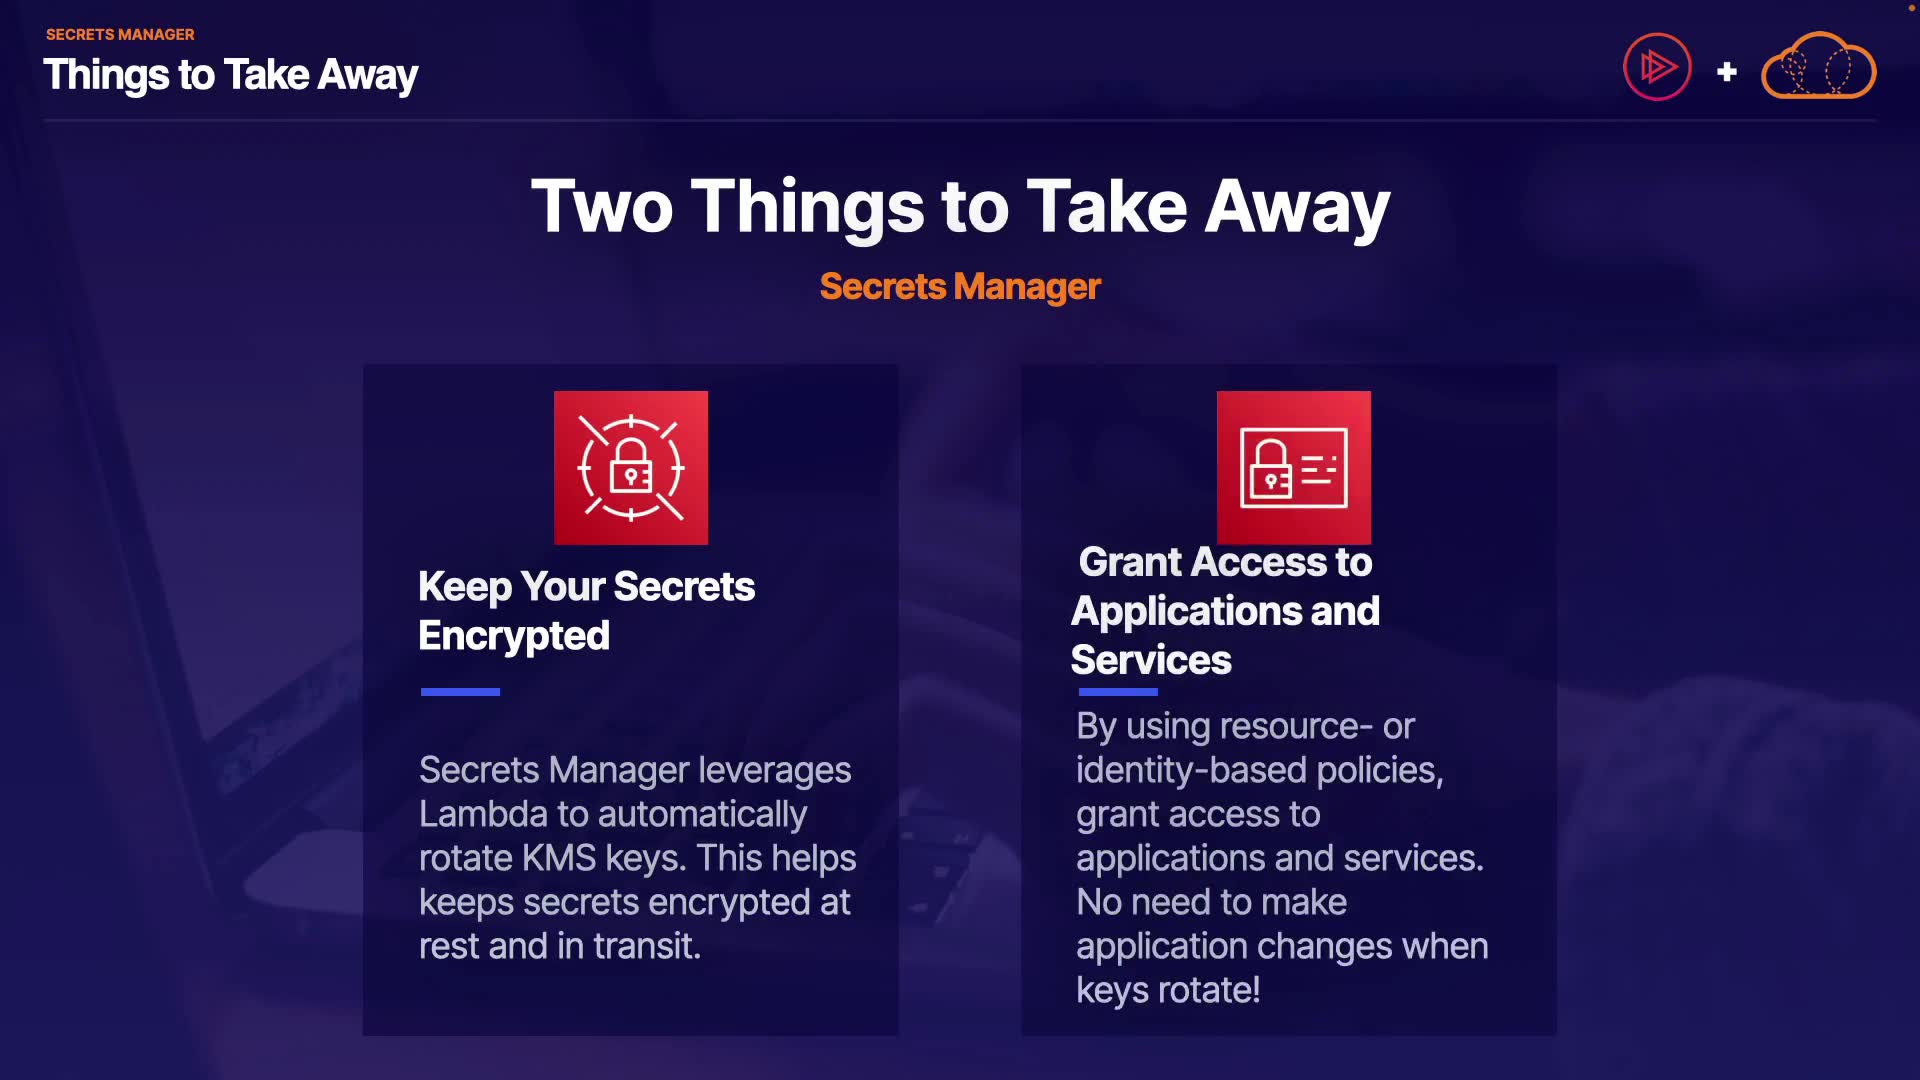 SECRETS MANAGER
Things to Take Away
Two Things to Take Away
Secrets Manager
Keep Your Secrets
Encrypted
Secrets Manager leverages
Lambda to automatically
rotate KMS keys. This helps
keeps secrets encrypted at
rest and in transit.
Grant Access to
Applications and
Services
By using resource- or
identity-based policies,
grant access to
applications and services.
No need to make
application changes when
keys rotate!